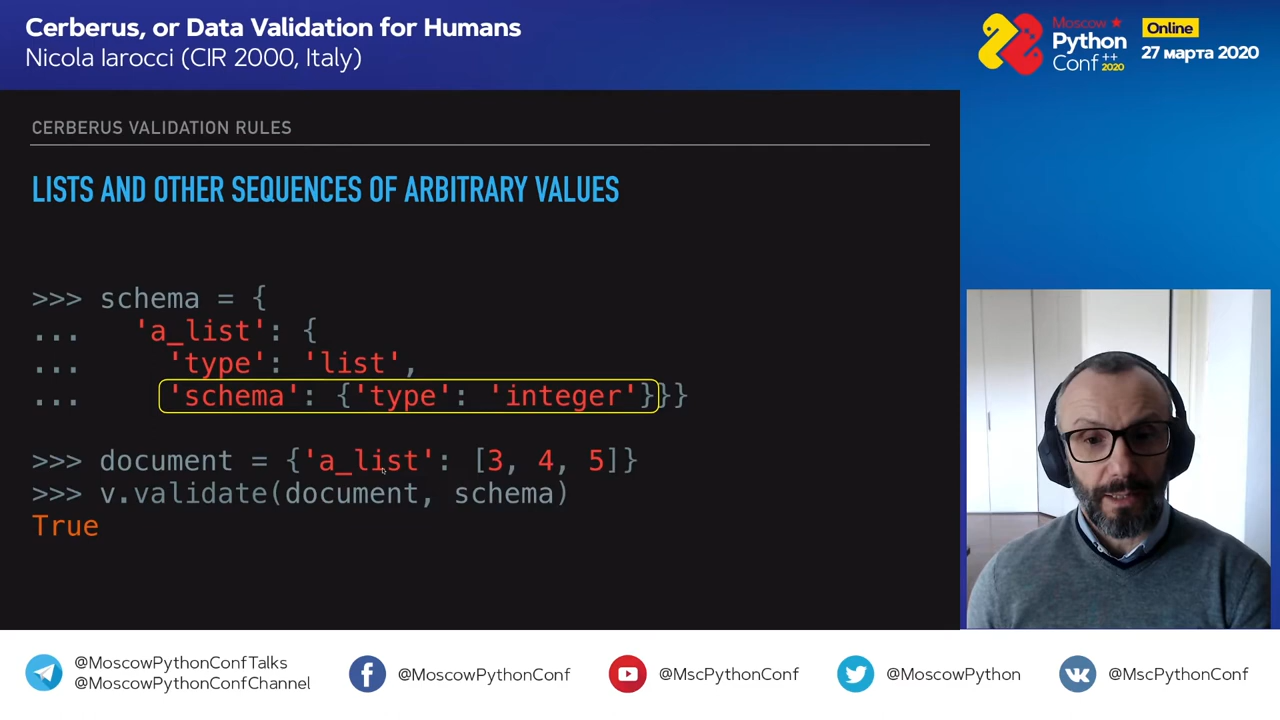 Cerberus, or Data Validation for Humans
Nicola Iarocci (CIR 2000, Italy)
Moscow
Python
Conf ++
2020
Online
27 марта 2020
CERBERUS VALIDATION RULES
LISTS AND OTHER SEQUENCES OF ARBITRARY VALUES
>>> schema = {
... 'a_list': {
... 'type': 'list',
... 'schema': {'type': 'integer'}}}
>>> document = {'a_list': [3, 4, 5]}
>>> v.validate(document, schema)
True
@MoscowPythonConfTalks
@MoscowPythonConfChannel
@MoscowPythonConf
@MscPythonConf
@MoscowPython
@MscPythonConf